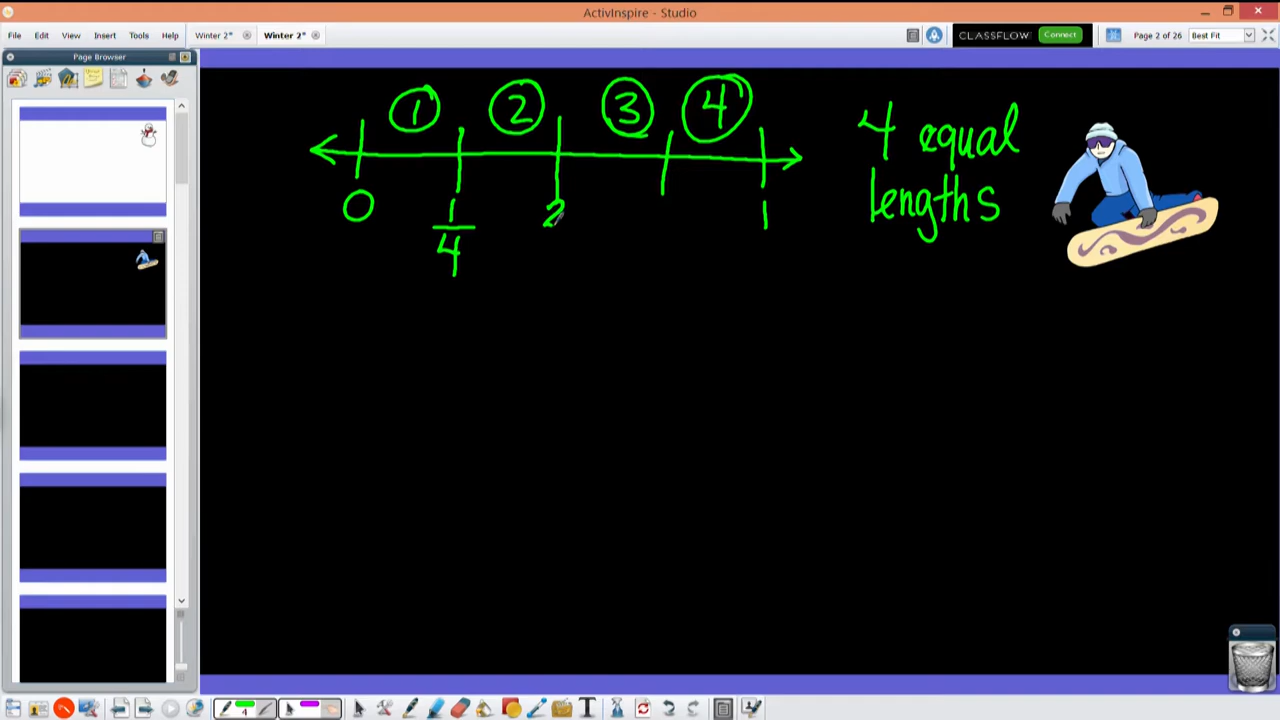 ActivInspire - Studio
File Edit View Insert Tools Help Winter 2* Winter 2* CLASSFLOW Connect Page 2 of 26 Best Fit
Page Browser
1 2 3 4
0 1/4 2 1
4 equal
lengths
4
T